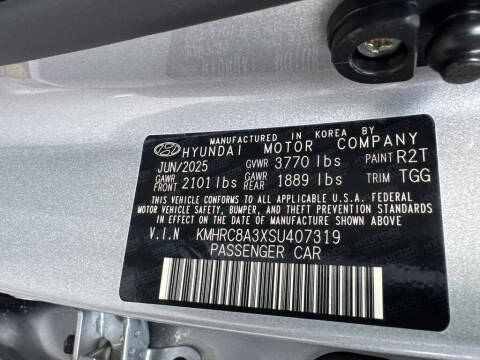 MANUFACTURED IN KOREA BY
HYUNDAI MOTOR COMPANY
JUN/2025 GVWR 3770 lbs PAINT R2T
GAWR FRONT 2101 lbs GAWR REAR 1889 lbs TRIM TGG
THIS VEHICLE CONFORMS TO ALL APPLICABLE U.S.A. FEDERAL
MOTOR VEHICLE SAFETY, BUMPER, AND THEFT PREVENTION STANDARDS
IN EFFECT ON THE DATE OF MANUFACTURE SHOWN ABOVE.
V.I.N KMHRC8A3XSU407319
PASSENGER CAR